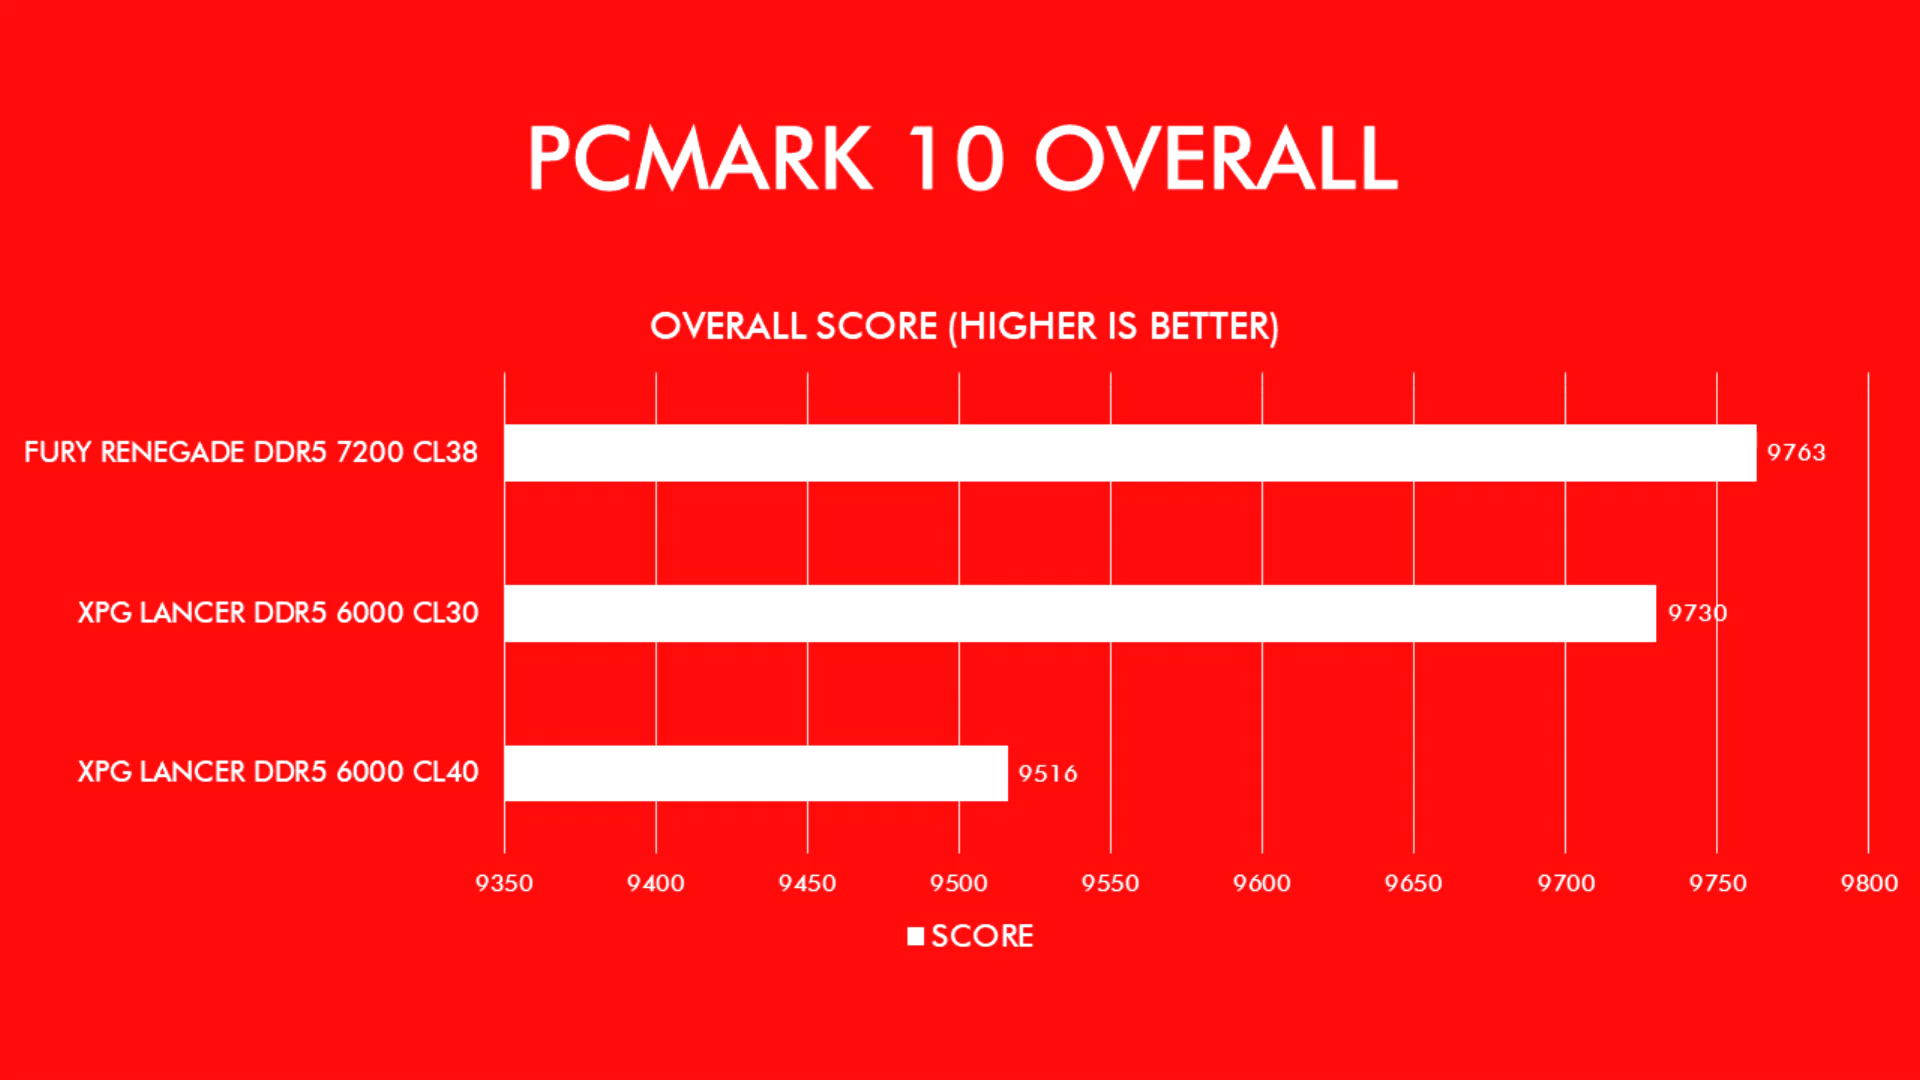 PCMARK 10 OVERALL
OVERALL SCORE (HIGHER IS BETTER)
FURY RENEGADE DDR5 7200 CL38 9763
XPG LANCER DDR5 6000 CL30 9730
XPG LANCER DDR5 6000 CL40 9516
9350 9400 9450 9500 9550 9600 9650 9700 9750 9800
SCORE